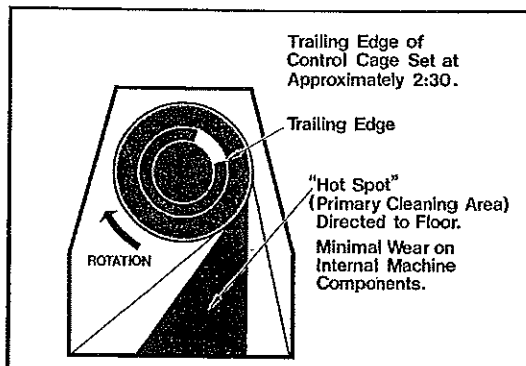 Trailing Edge of
Control Cage Set at
Approximately 2:30.
Trailing Edge
"Hot Spot"
(Primary Cleaning Area)
Directed to Floor.
Minimal Wear on
Internal Machine
Components.
ROTATION